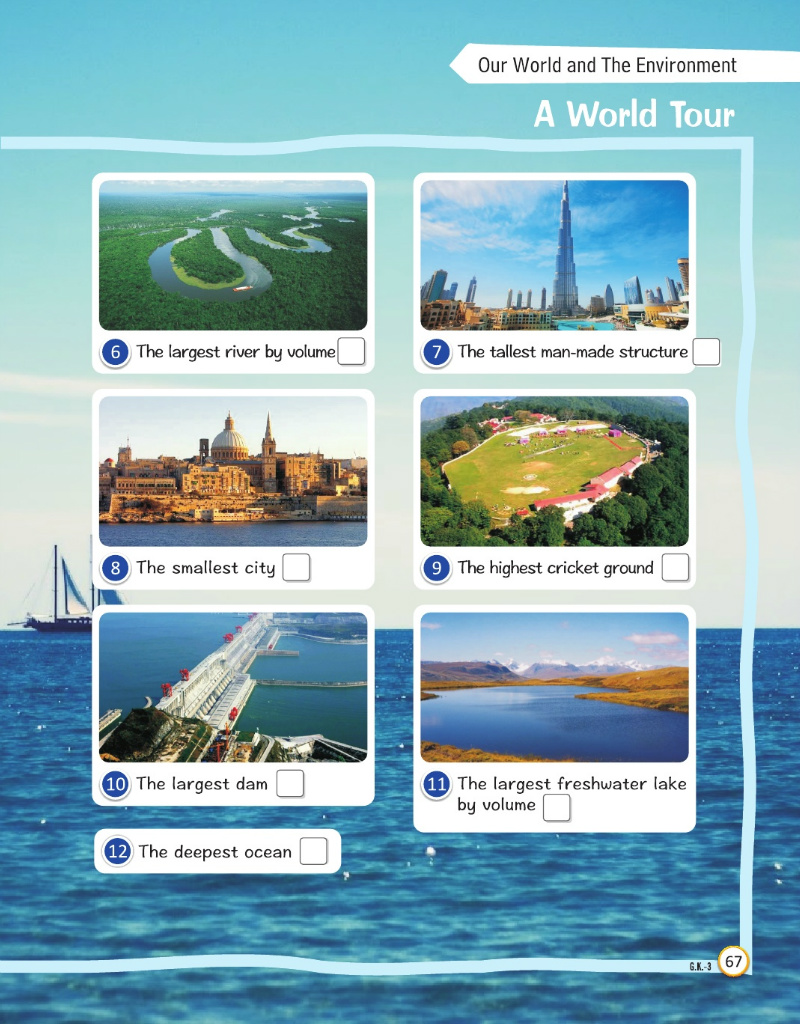 Our World and The Environment
A World Tour
6 The largest river by volume
7 The tallest man-made structure
8 The smallest city
9 The highest cricket ground
10 The largest dam
11 The largest freshwater lake
by volume
12 The deepest ocean
G.K.-3 67